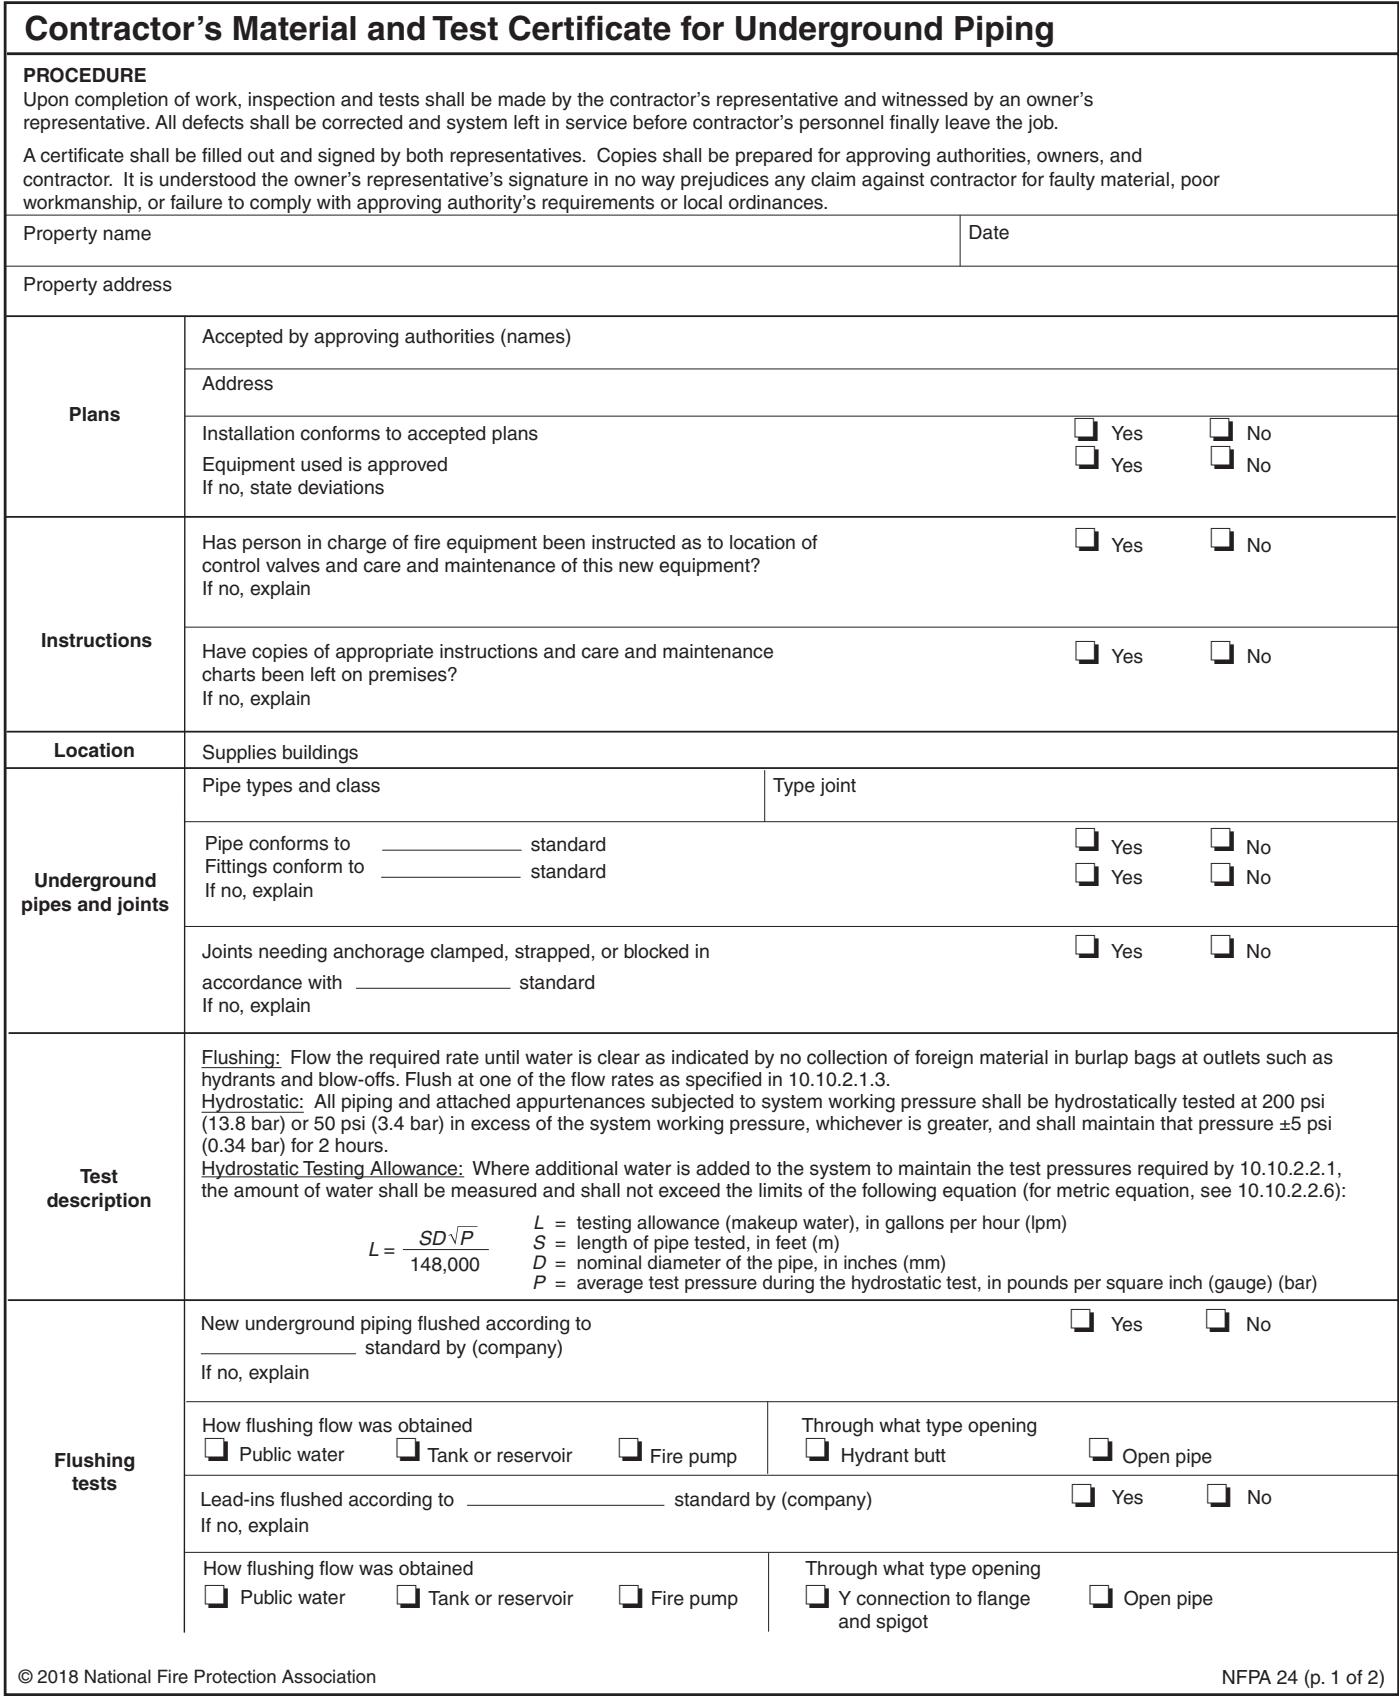 Contractor's Material and Test Certificate for Underground Piping
PROCEDURE
Upon completion of work, inspection and tests shall be made by the contractor's representative and witnessed by an owner's
representative. All defects shall be corrected and system left in service before contractor's personnel finally leave the job.
A certificate shall be filled out and signed by both representatives. Copies shall be prepared for approving authorities, owners, and
contractor. It is understood the owner's representative's signature in no way prejudices any claim against contractor for faulty material, poor
workmanship, or failure to comply with approving authority's requirements or local ordinances.
Property name
Date
Property address
Plans
Accepted by approving authorities (names)
Address
Installation conforms to accepted plans Yes No
Equipment used is approved Yes No
If no, state deviations
Instructions
Has person in charge of fire equipment been instructed as to location of Yes No
control valves and care and maintenance of this new equipment?
If no, explain
Have copies of appropriate instructions and care and maintenance Yes No
charts been left on premises?
If no, explain
Location
Supplies buildings
Underground
pipes and joints
Pipe types and class
Type joint
Pipe conforms to standard Yes No
Fittings conform to standard Yes No
If no, explain
Joints needing anchorage clamped, strapped, or blocked in Yes No
accordance with standard
If no, explain
Test
description
Flushing: Flow the required rate until water is clear as indicated by no collection of foreign material in burlap bags at outlets such as
hydrants and blow-offs. Flush at one of the flow rates as specified in 10.10.2.1.3.
Hydrostatic: All piping and attached appurtenances subjected to system working pressure shall be hydrostatically tested at 200 psi
(13.8 bar) or 50 psi (3.4 bar) in excess of the system working pressure, whichever is greater, and shall maintain that pressure ±5 psi
(0.34 bar) for 2 hours.
Hydrostatic Testing Allowance: Where additional water is added to the system to maintain the test pressures required by 10.10.2.2.1,
the amount of water shall be measured and shall not exceed the limits of the following equation (for metric equation, see 10.10.2.2.6):
L = SD√P / 148,000
L = testing allowance (makeup water), in gallons per hour (lpm)
S = length of pipe tested, in feet (m)
D = nominal diameter of the pipe, in inches (mm)
P = average test pressure during the hydrostatic test, in pounds per square inch (gauge) (bar)
Flushing
tests
New underground piping flushed according to Yes No
standard by (company)
If no, explain
How flushing flow was obtained
Public water Tank or reservoir Fire pump
Through what type opening
Hydrant butt Open pipe
Lead-ins flushed according to standard by (company) Yes No
If no, explain
How flushing flow was obtained
Public water Tank or reservoir Fire pump
Through what type opening
Y connection to flange Open pipe
and spigot
© 2018 National Fire Protection Association
NFPA 24 (p. 1 of 2)